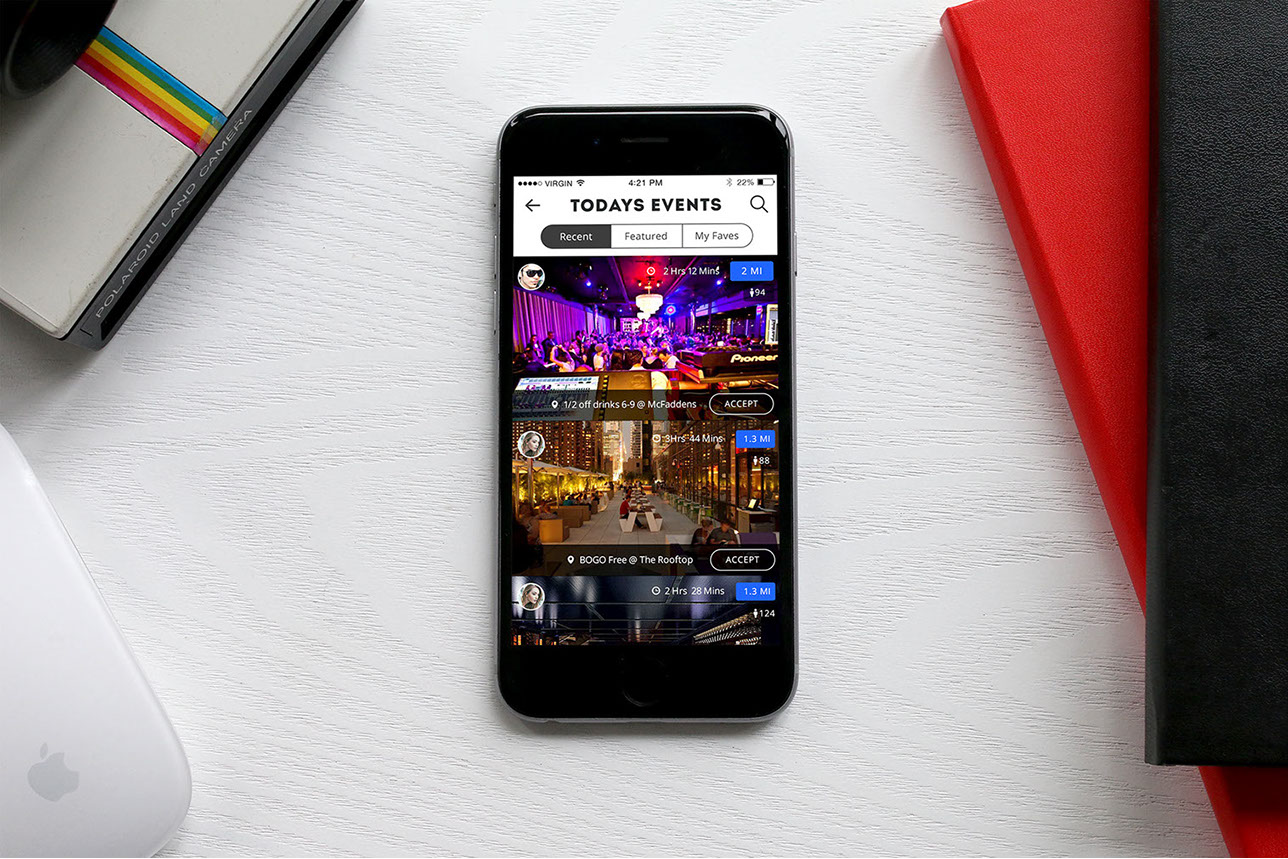 POLAROID LAND CAMERA
VIRGIN 4:21 PM 22%
TODAYS EVENTS
Recent Featured My Faves
2 Hrs 12 Mins 2 MI
94
Pioneer
1/2 off drinks 6-9 @ McFaddens ACCEPT
3Hrs 44 Mins 1.3 MI
88
BOGO Free @ The Rooftop ACCEPT
2 Hrs 28 Mins 1.3 MI
124